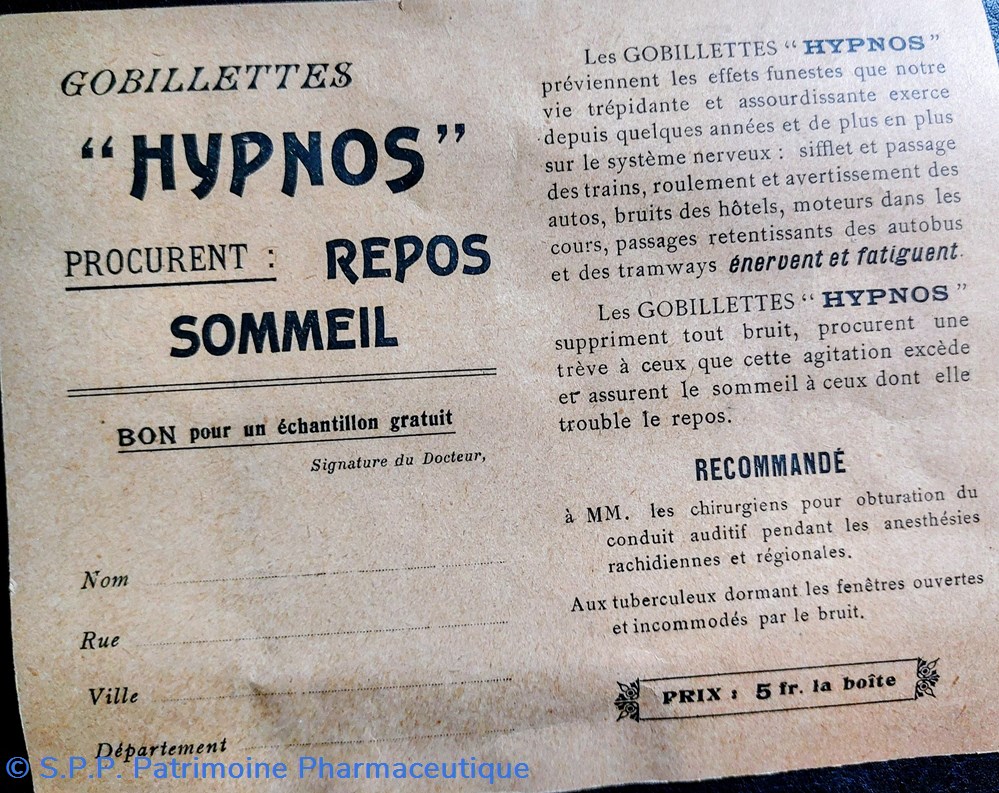 GOBILLETTES
“HYPNOS”
PROCURENT : REPOS
SOMMEIL
BON pour un échantillon gratuit
Signature du Docteur,
Nom
Rue
Ville
Département
Les GOBILLETTES “HYPNOS”
préviennent les effets funestes que notre
vie trépidante et assourdissante exerce
depuis quelques années et de plus en plus
sur le système nerveux : sifflet et passage
des trains, roulement et avertissement des
autos, bruits des hôtels, moteurs dans les
cours, passages retentissants des autobus
et des tramways énervent et fatiguent.
Les GOBILLETTES “HYPNOS”
suppriment tout bruit, procurent une
trève à ceux que cette agitation excède
et assurent le sommeil à ceux dont elle
trouble le repos.
RECOMMANDÉ
à MM. les chirurgiens pour obturation du
conduit auditif pendant les anesthésies
rachidiennes et régionales.
Aux tuberculeux dormant les fenêtres ouvertes
et incommodés par le bruit.
PRIX : 5 fr. la boîte
© S.P.P. Patrimoine Pharmaceutique